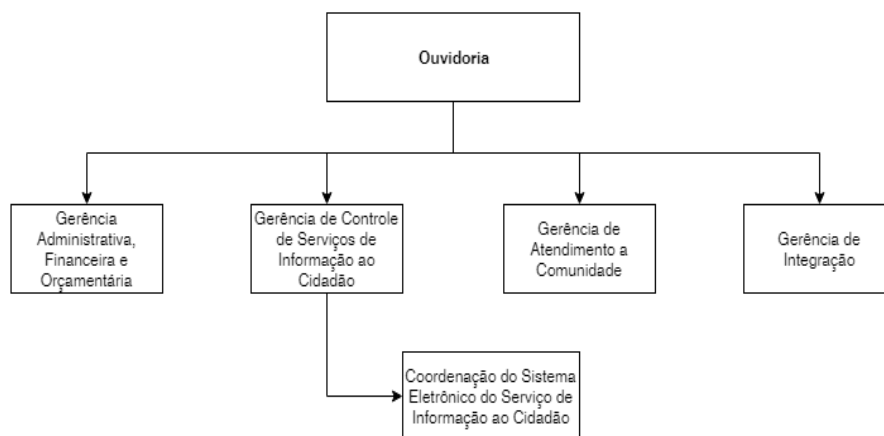 Ouvidoria
Gerência
Administrativa,
Financeira e
Orçamentária
Gerência de Controle
de Serviços de
Informação ao
Cidadão
Gerência de
Atendimento a
Comunidade
Gerência de
Integração
Coordenação do Sistema
Eletrônico do Serviço de
Informação ao Cidadão